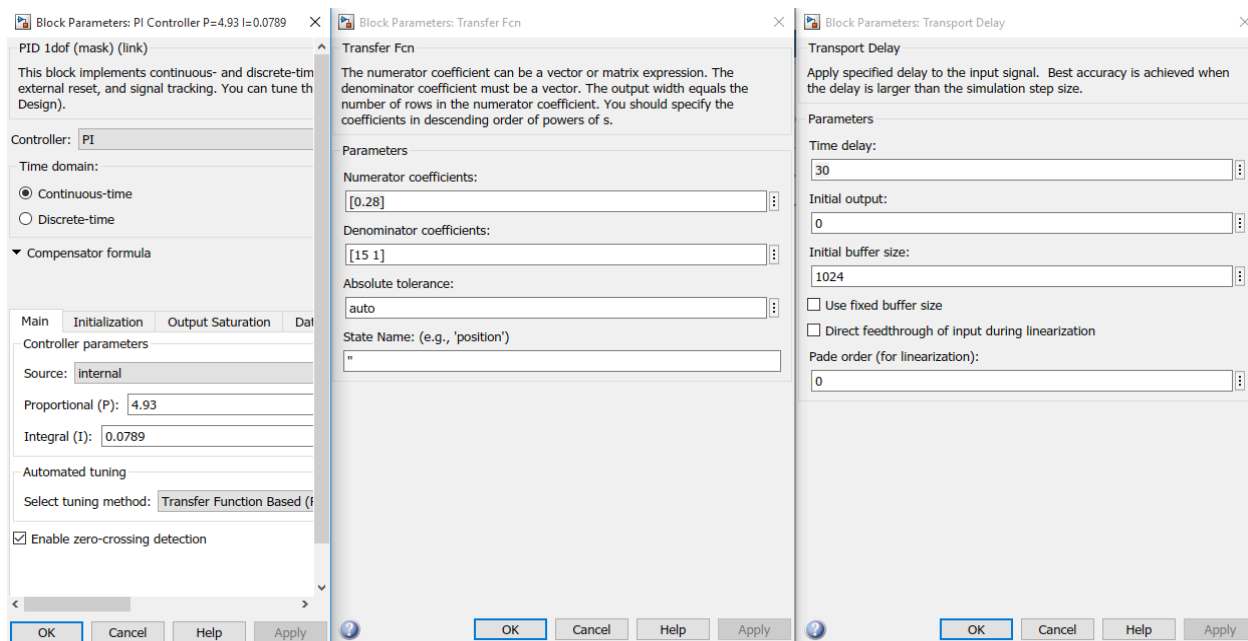 Block Parameters: PI Controller P=4.93 I=0.0789
PID 1dof (mask) (link)
This block implements continuous- and discrete-tim
external reset, and signal tracking. You can tune th
Design).
Controller: PI
Time domain:
Continuous-time
Discrete-time
Compensator formula
Main Initialization Output Saturation Dat
Controller parameters
Source: internal
Proportional (P): 4.93
Integral (I): 0.0789
Automated tuning
Select tuning method: Transfer Function Based (F
Enable zero-crossing detection
OK Cancel Help Apply
Block Parameters: Transfer Fcn
Transfer Fcn
The numerator coefficient can be a vector or matrix expression. The
denominator coefficient must be a vector. The output width equals the
number of rows in the numerator coefficient. You should specify the
coefficients in descending order of powers of s.
Parameters
Numerator coefficients:
[0.28]
Denominator coefficients:
[15 1]
Absolute tolerance:
auto
State Name: (e.g., 'position')
''
OK Cancel Help Apply
Block Parameters: Transport Delay
Transport Delay
Apply specified delay to the input signal. Best accuracy is achieved when
the delay is larger than the simulation step size.
Parameters
Time delay:
30
Initial output:
0
Initial buffer size:
1024
Use fixed buffer size
Direct feedthrough of input during linearization
Pade order (for linearization):
0
OK Cancel Help Apply